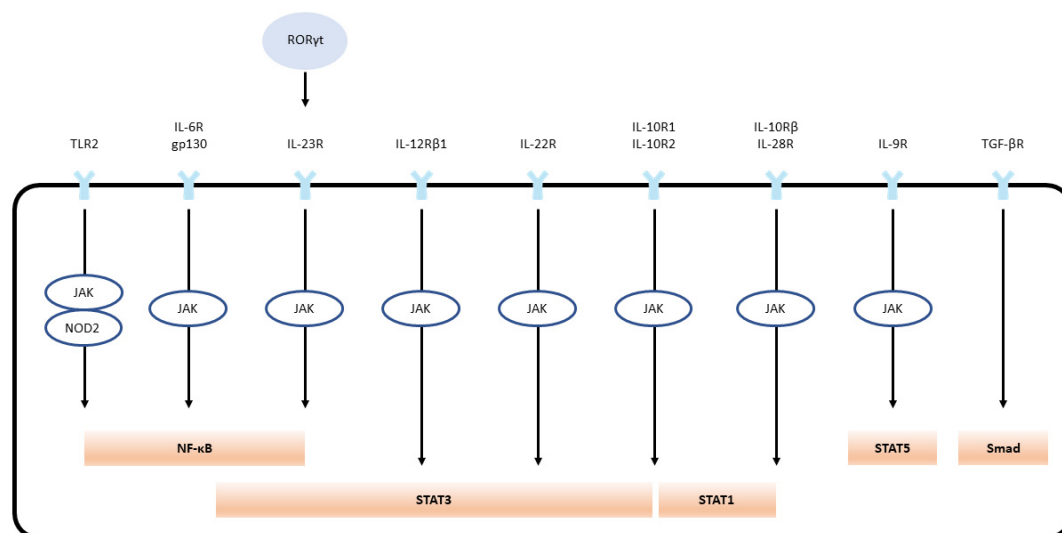 RORγt
TLR2
IL-6R
gp130
IL-23R
IL-12Rβ1
IL-22R
IL-10R1
IL-10R2
IL-10Rβ
IL-28R
IL-9R
TGF-βR
JAK
NOD2
JAK
JAK
JAK
JAK
JAK
JAK
JAK
NF-κB
STAT5
Smad
STAT3
STAT1